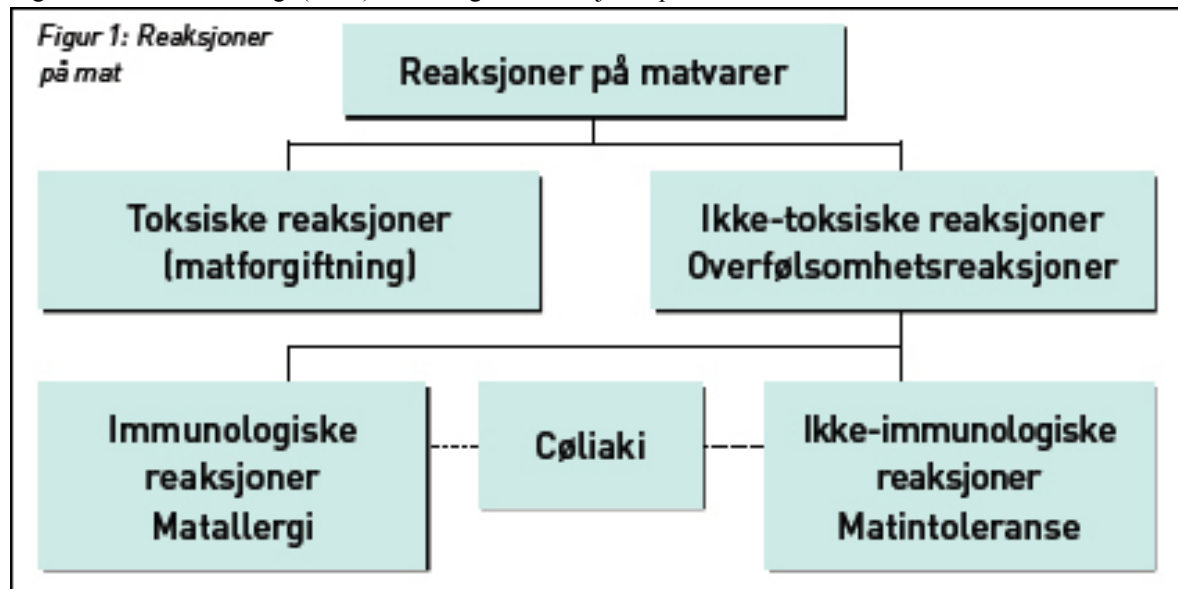 Figur 1: Reaksjoner
på mat
Reaksjoner på matvarer
Toksiske reaksjoner
(matforgiftning)
Ikke-toksiske reaksjoner
Overfølsomhetsreaksjoner
Immunologiske
reaksjoner
Matallergi
Cøliaki
Ikke-immunologiske
reaksjoner
Matintoleranse